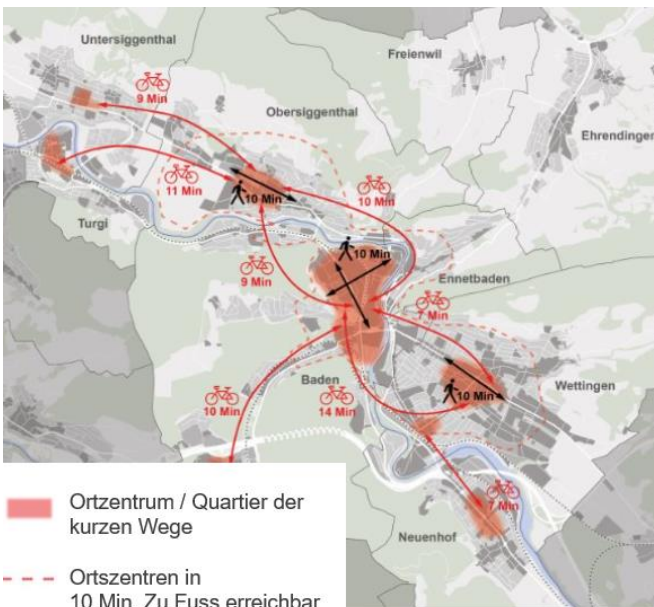 Untersiggenthal
Freienwil
9 Min
Obersiggenthal
Ehrendingen
11 Min
10 Min
10 Min
Turgi
10 Min
9 Min
Ennetbaden
7 Min
Baden
10 Min
14 Min
10 Min
Wettingen
7 Min
Neuenhof
Ortzentrum / Quartier der
kurzen Wege
Ortszentren in
10 Min. Zu Fuss erreichbar